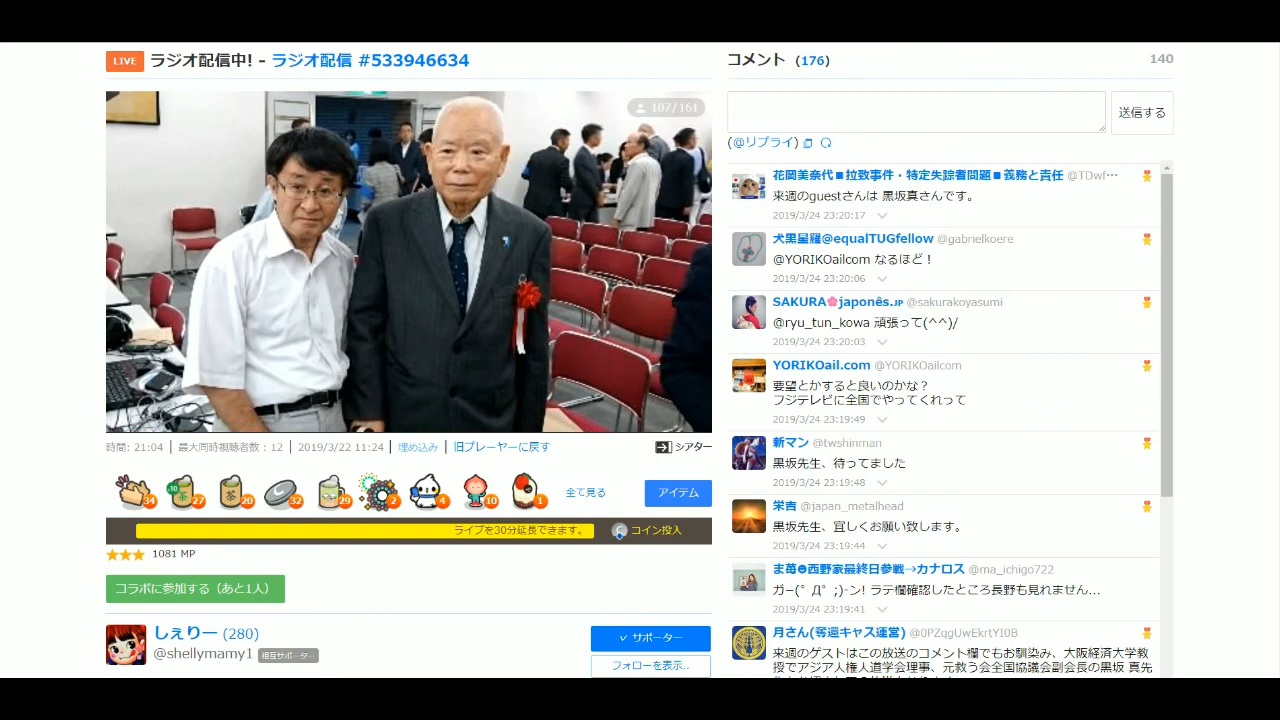 LIVE ラジオ配信中! - ラジオ配信 #533946634
107/161
時間: 21:04 | 最大同時視聴者数 : 12 | 2019/3/22 11:24 | 埋め込み | 旧プレーヤーに戻す
シアター
34
+10
茶
27
茶
20
32
29
2
4
10
1
全て見る
アイテム
ライブを30分延長できます。
コイン投入
1081 MP
コラボに参加する（あと1人）
しぇりー (280)
@shellymamy1 相互サポーター
✓ サポーター
フォローを表示..
コメント (176)
140
送信する
(@リプライ)
花岡美奈代■拉致事件・特定失踪者問題■義務と責任 @TDwf…
来週のguestさんは 黒坂真さんです。
2019/3/24 23:20:17
犬黒星羅@equalTUGfellow @gabrielkoere
@YORIKOailcom なるほど！
2019/3/24 23:20:06
SAKURA🌸japonês.JP @sakurakoyasumi
@ryu_tun_kowa 頑張って(^^)/
2019/3/24 23:20:03
YORIKOail.com @YORIKOailcom
要望とかすると良いのかな？
フジテレビに全国でやってくれって
2019/3/24 23:19:49
新マン @twshinman
黒坂先生、待ってました
2019/3/24 23:19:48
栄吉 @japan_metalhead
黒坂先生、宜しくお願い致します。
2019/3/24 23:19:44
ま苺☻西野家最終日参戦→カナロス @ma_ichigo722
ガー(ﾟДﾟ;)-ン! ラテ欄確認したところ長野も見れません...
2019/3/24 23:19:41
月さん(奪還キャス運営) @0PZqgUwEkrtYI0B
来週のゲストはこの放送のコメント欄でもお馴染み、大阪経済大学教
授でアジア人権人道学会理事、元救う会全国協議会副会長の黒坂 真先